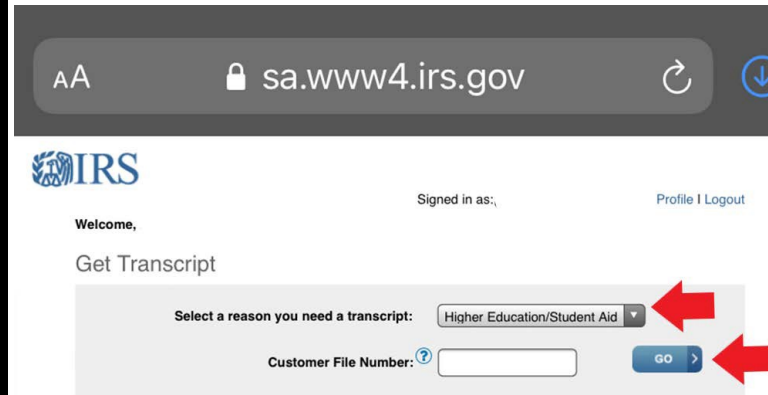 AA sa.www4.irs.gov
IRS
Signed in as:,
Profile | Logout
Welcome,
Get Transcript
Select a reason you need a transcript: Higher Education/Student Aid
Customer File Number: ?
GO >